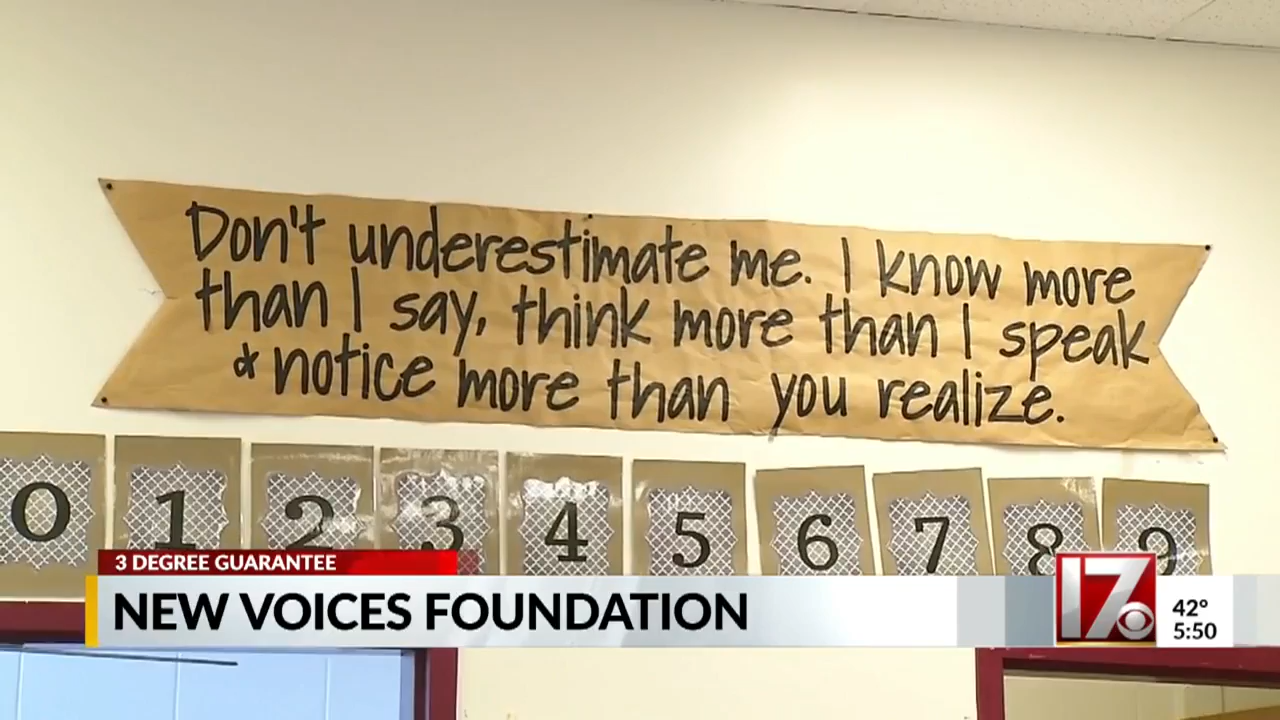 Don't underestimate me. I know more
than I say, think more than I speak
& notice more than you realize.
0 1 2 3 4 5 6 7 8 9
3 DEGREE GUARANTEE
NEW VOICES FOUNDATION
17
42°
5:50